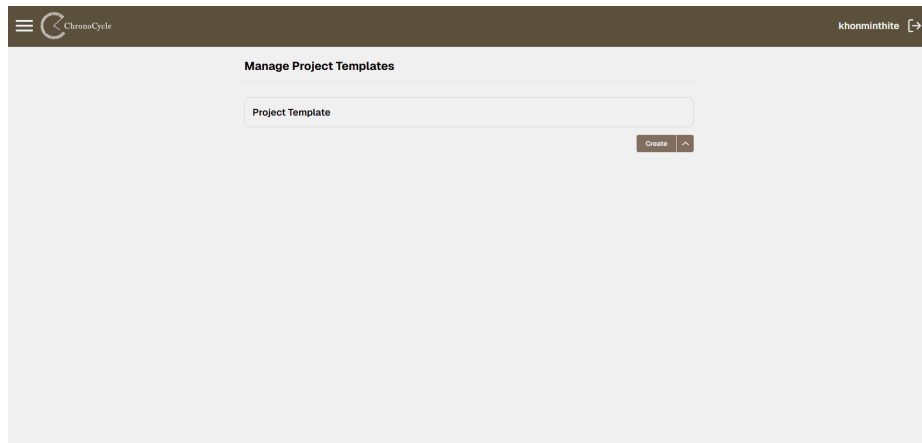 ChronoCycle
khonminthite
Manage Project Templates
Project Template
Create